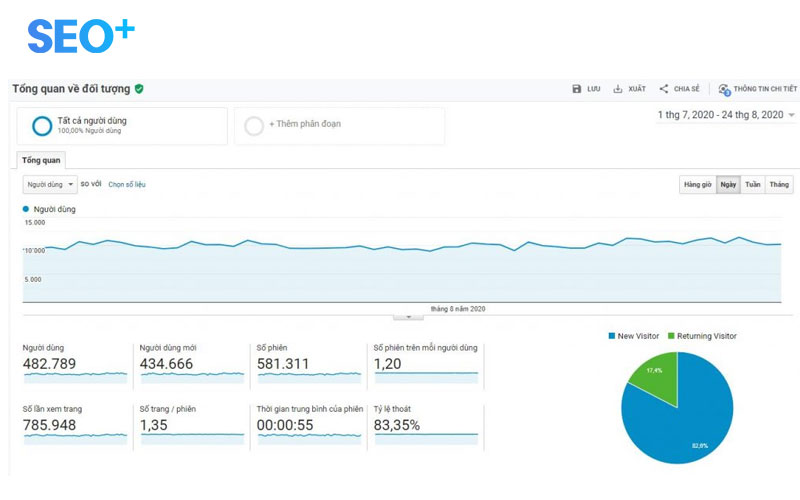 SEO+
Tổng quan về đối tượng
LƯU
XUẤT
CHIA SẺ
THÔNG TIN CHI TIẾT
Tất cả người dùng
100,00% Người dùng
+ Thêm phân đoạn
1 thg 7, 2020 - 24 thg 8, 2020
Tổng quan
Người dùng
so với
Chọn số liệu
Hàng giờ
Ngày
Tuần
Tháng
Người dùng
15.000
10.000
5.000
tháng 8 năm 2020
Người dùng
482.789
Người dùng mới
434.666
Số phiên
581.311
Số phiên trên mỗi người dùng
1,20
Số lần xem trang
785.948
Số trang / phiên
1,35
Thời gian trung bình của phiên
00:00:55
Tỷ lệ thoát
83,35%
New Visitor
Returning Visitor
17,4%
82,6%